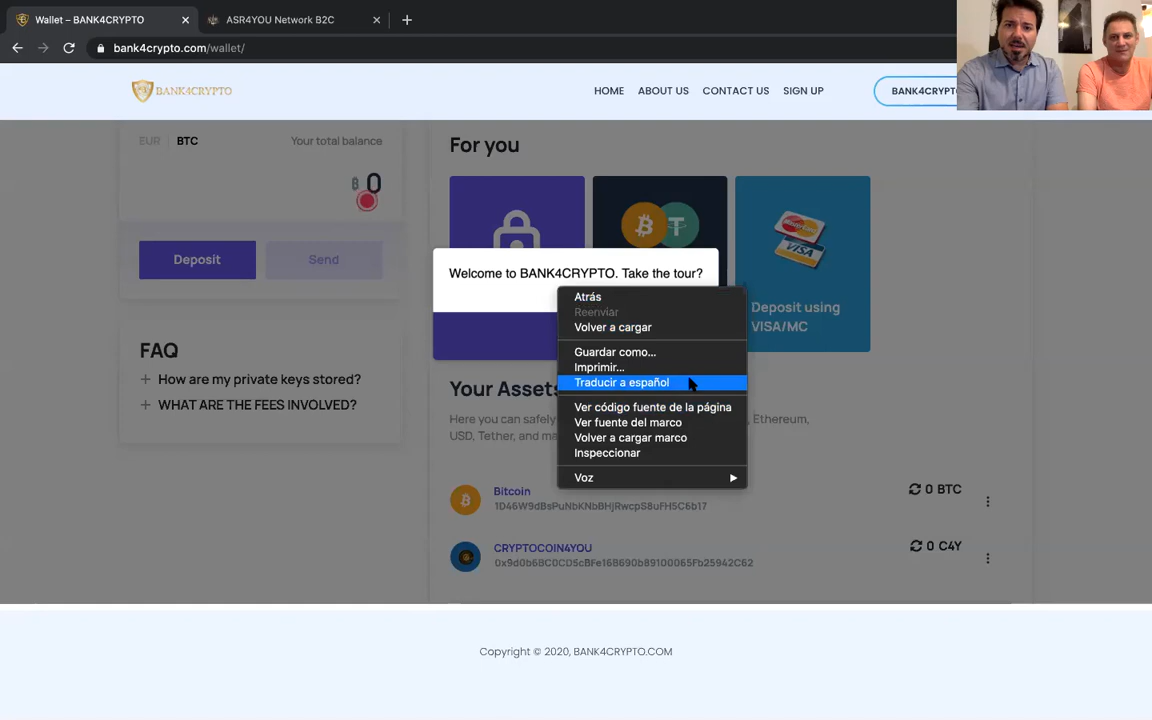 Wallet – BANK4CRYPTO
ASR4YOU Network B2C
bank4crypto.com/wallet/
BANK4CRYPTO
HOME
ABOUT US
CONTACT US
SIGN UP
BANK4CRYPTO
EUR
BTC
Your total balance
0
Deposit
Send
FAQ
How are my private keys stored?
WHAT ARE THE FEES INVOLVED?
For you
Deposit using
VISA/MC
MasterCard
VISA
Welcome to BANK4CRYPTO. Take the tour?
Atrás
Reenviar
Volver a cargar
Guardar como...
Imprimir...
Traducir a español
Ver código fuente de la página
Ver fuente del marco
Volver a cargar marco
Inspeccionar
Voz
Your Assets
Here you can safely , Ethereum,
USD, Tether, and
Bitcoin
1D46W9dBsPuNbKNbBHjRwcpS8uFH5C6b17
0 BTC
CRYPTOCOIN4YOU
0x9d0b6BC0CD5cBFe16B690b89100065Fb25942C62
0 C4Y
Copyright © 2020, BANK4CRYPTO.COM